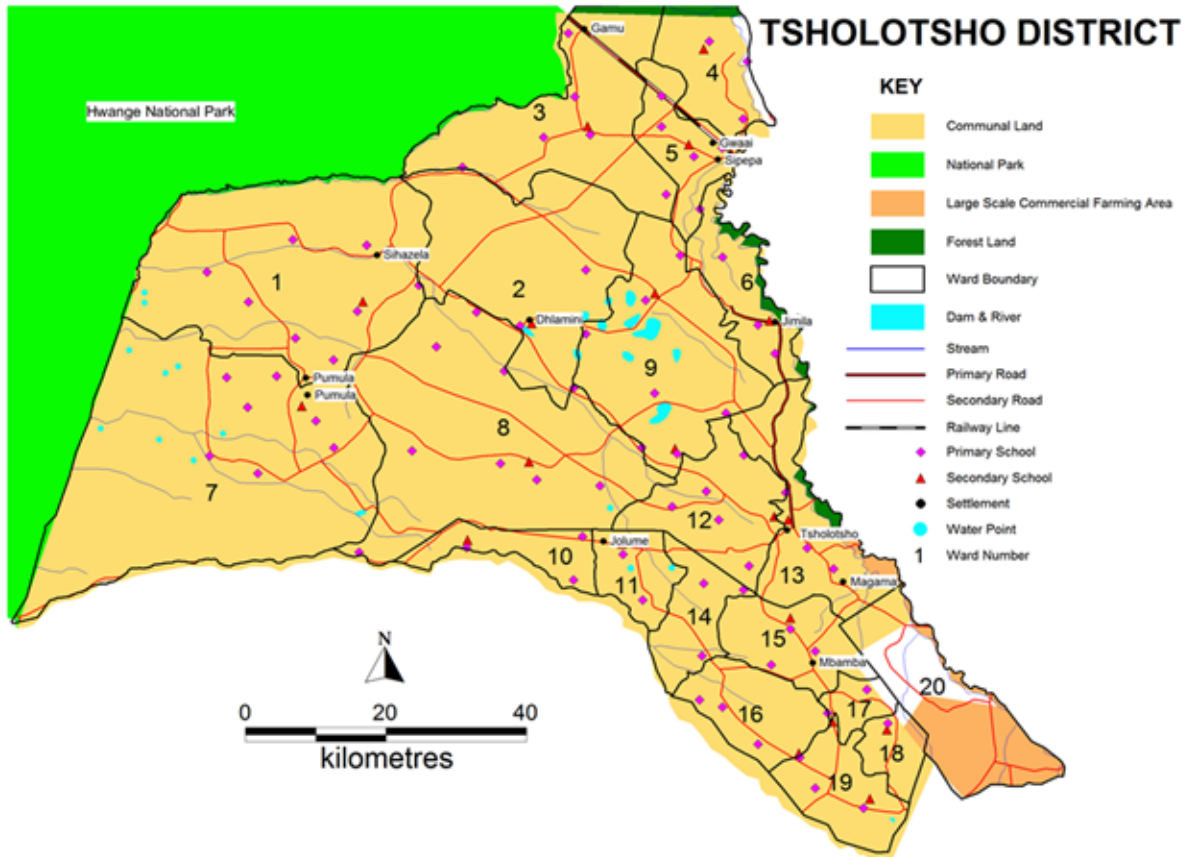 TSHOLOTSHO DISTRICT
KEY
Communal Land
National Park
Large Scale Commercial Farming Area
Forest Land
Ward Boundary
Dam & River
Stream
Primary Road
Secondary Road
Railway Line
Primary School
Secondary School
Settlement
Water Point
1 Ward Number
Gamu
4
Hwange National Park
3
Gwaai
5
Sipepa
Sihazela
1
6
2
Dhlamini
Jimila
9
Pumula
Pumula
8
7
12
Tsholotsho
Jolume
10
13
Magama
11
14
15
Mbamba
20
16
17
18
19
N
0 20 40
kilometres